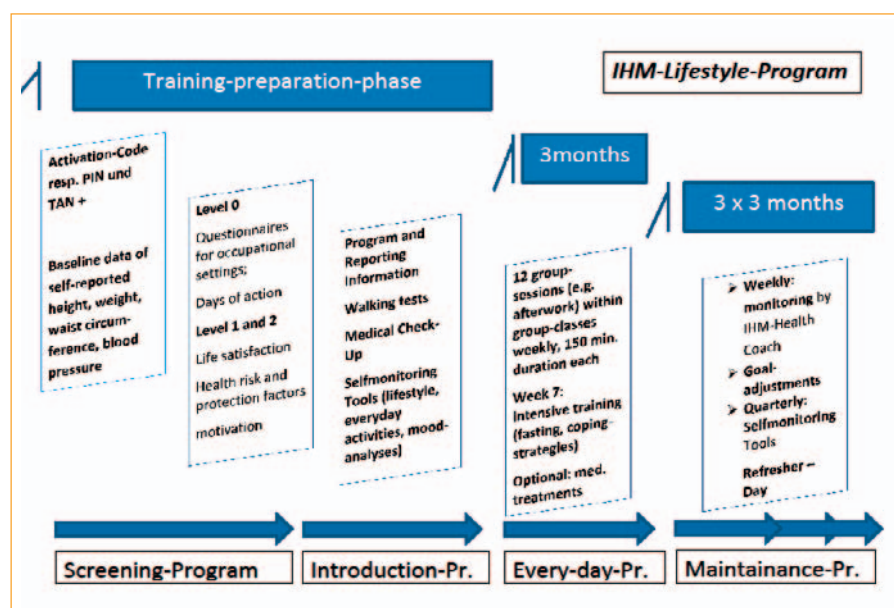 Training-preparation-phase
IHM-Lifestyle-Program
3months
3 x 3 months
Activation-Code
resp. PIN und
TAN +
Baseline data of
self-reported
height, weight,
waist circum-
ference, blood
pressure
Level 0
Questionnaires
for occupational
settings;
Days of action
Level 1 and 2
Life satisfaction
Health risk and
protection factors
motivation
Program and
Reporting
Information
Walking tests
Medical Check-
Up
Selfmonitoring
Tools (lifestyle,
everyday
activities, mood-
analyses)
12 group-
sessions (e.g.
afterwork) within
group-classes
weekly, 150 min.
duration each
Week 7:
Intensive training
(fasting, coping-
strategies)
Optional: med.
treatments
➢ Weekly:
monitoring by
IHM-Health
Coach
➢ Goal-
adjustments
➢ Quarterly:
Selfmonitoring
Tools
Refresher –
Day
Screening-Program
Introduction-Pr.
Every-day-Pr.
Maintainance-Pr.